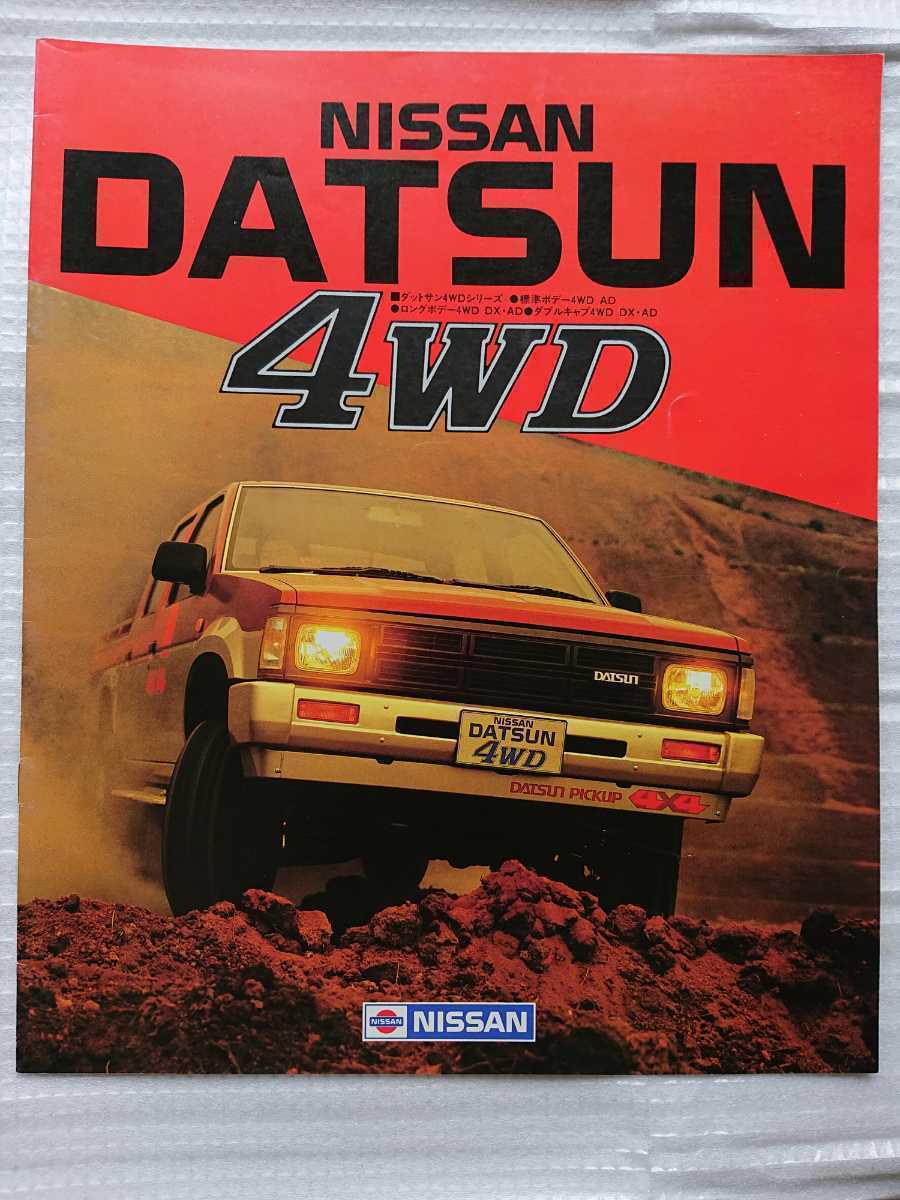 NISSAN
DATSUN
■ダットサン4WDシリーズ ●標準ボデー4WD AD
●ロングボデー4WD DX・AD●ダブルキャブ4WD DX・AD
4WD
DATSUN
NISSAN
DATSUN
4WD
DATSUN PICKUP 4X4
4X4
NISSAN NISSAN